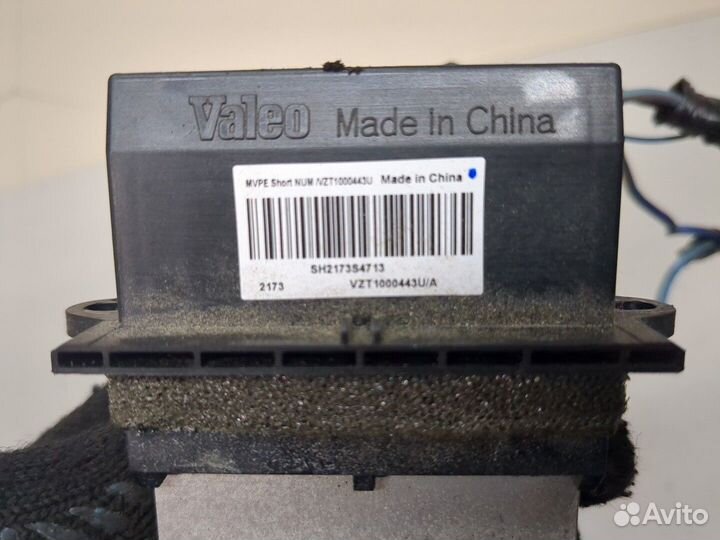 Valeo Made in China
MVPE Short NUM /VZT1000443U Made in China
SH2173S4713
2173 VZT1000443U/A
Avito